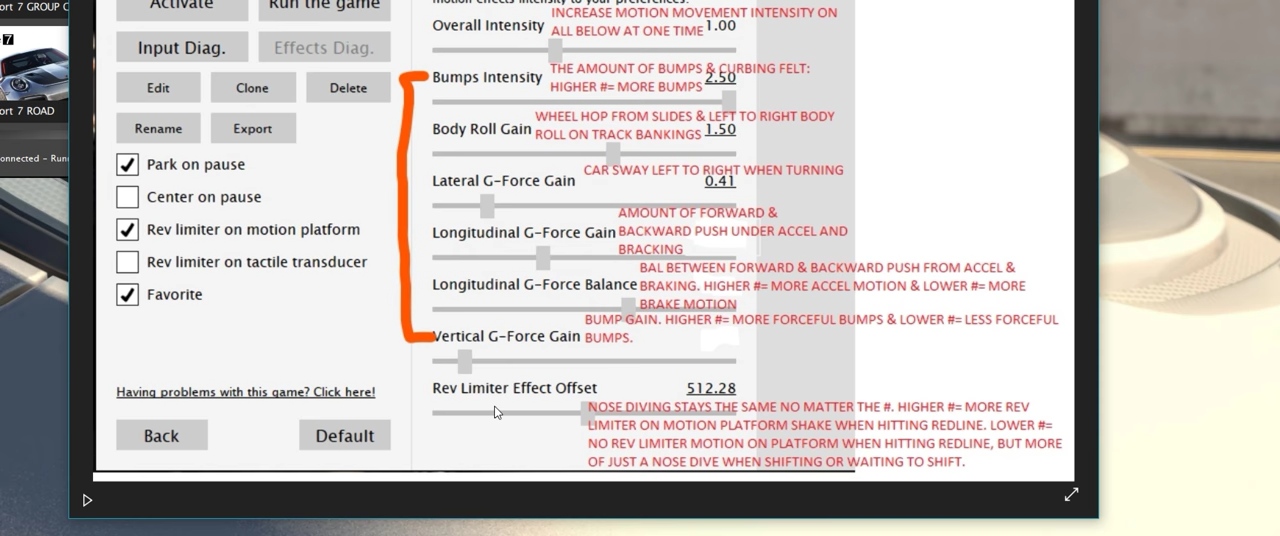 ort 7 GROUP C
7
ort 7 ROAD
onnected - Run
Activate
Run the game
Input Diag.
Effects Diag.
Edit
Clone
Delete
Rename
Export
Park on pause
Center on pause
Rev limiter on motion platform
Rev limiter on tactile transducer
Favorite
Having problems with this game? Click here!
Back
Default
motion effects intensity to your preferences.
Overall Intensity
INCREASE MOTION MOVEMENT INTENSITY ON
ALL BELOW AT ONE TIME
1.00
Bumps Intensity
THE AMOUNT OF BUMPS & CURBING FELT:
HIGHER #= MORE BUMPS
2.50
Body Roll Gain
WHEEL HOP FROM SLIDES & LEFT TO RIGHT BODY
ROLL ON TRACK BANKINGS
1.50
Lateral G-Force Gain
CAR SWAY LEFT TO RIGHT WHEN TURNING
0.41
Longitudinal G-Force Gain
AMOUNT OF FORWARD &
BACKWARD PUSH UNDER ACCEL AND
BRACKING
Longitudinal G-Force Balance
BAL BETWEEN FORWARD & BACKWARD PUSH FROM ACCEL &
BRAKING. HIGHER #= MORE ACCEL MOTION & LOWER #= MORE
BRAKE MOTION
Vertical G-Force Gain
BUMP GAIN. HIGHER #= MORE FORCEFUL BUMPS & LOWER #= LESS FORCEFUL
BUMPS.
Rev Limiter Effect Offset
512.28
NOSE DIVING STAYS THE SAME NO MATTER THE #. HIGHER #= MORE REV
LIMITER ON MOTION PLATFORM SHAKE WHEN HITTING REDLINE. LOWER #=
NO REV LIMITER MOTION ON PLATFORM WHEN HITTING REDLINE, BUT MORE
OF JUST A NOSE DIVE WHEN SHIFTING OR WAITING TO SHIFT.